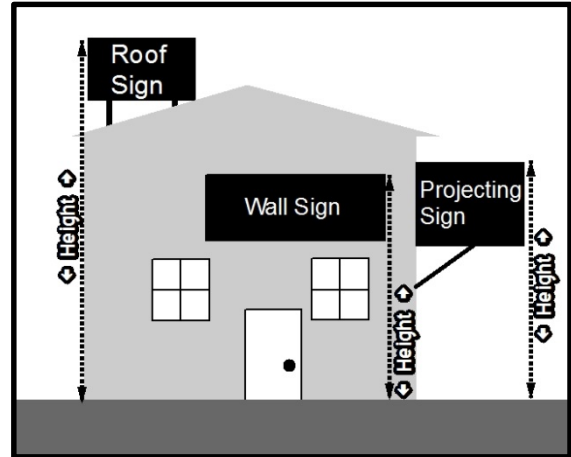 Roof
Sign
Wall Sign
Projecting
Sign
Height
Height
Height